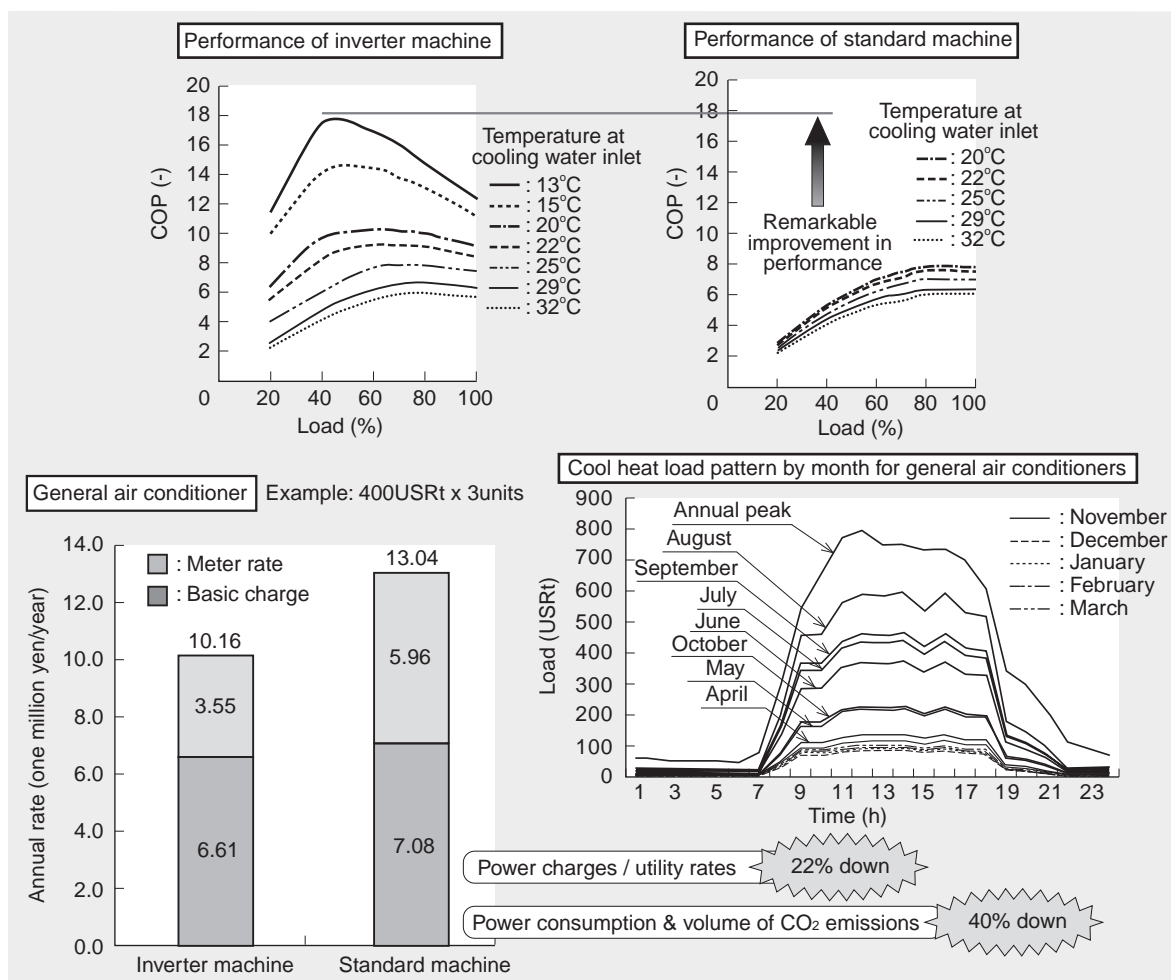 Performance of inverter machine
20
18
16
14
12
10
8
6
4
2
0
COP (-)
20 40 60 80 100
Load (%)
Temperature at
cooling water inlet
: 13°C
: 15°C
: 20°C
: 22°C
: 25°C
: 29°C
: 32°C
Performance of standard machine
20
18
16
14
12
10
8
6
4
2
0
COP (-)
20 40 60 80 100
Load (%)
Temperature at
cooling water inlet
: 20°C
: 22°C
: 25°C
: 29°C
: 32°C
Remarkable
improvement in
performance
General air conditioner Example: 400USRt x 3units
14.0
12.0
10.0
8.0
6.0
4.0
2.0
0.0
Annual rate (one million yen/year)
: Meter rate
: Basic charge
10.16
3.55
6.61
13.04
5.96
7.08
Inverter machine Standard machine
Cool heat load pattern by month for general air conditioners
900
800
700
600
500
400
300
200
100
0
Load (USRt)
Annual peak
August
September
July
June
October
May
April
: November
: December
: January
: February
: March
1 3 5 7 9 11 13 15 17 19 21 23
Time (h)
Power charges / utility rates 22% down
Power consumption & volume of CO2 emissions 40% down